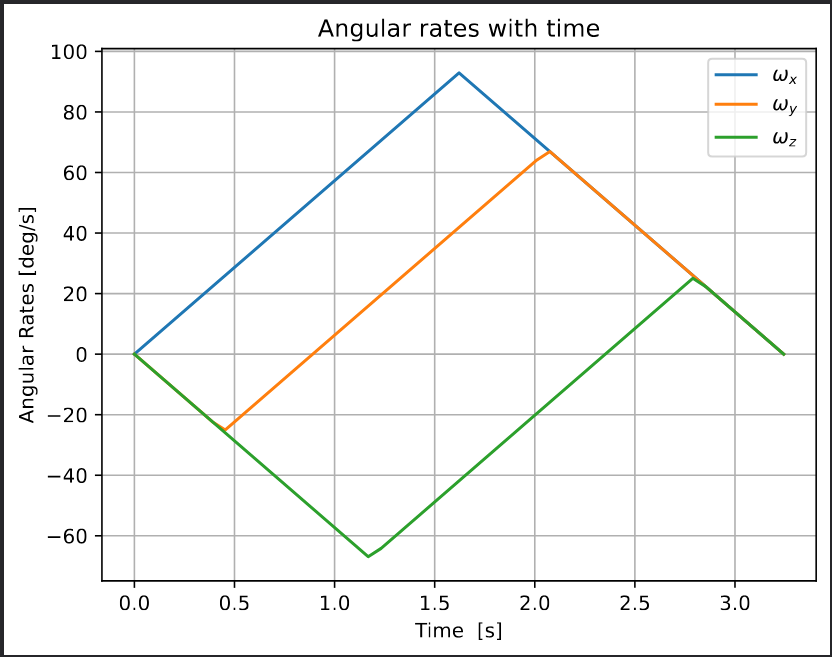 Angular rates with time
100
80
60
40
20
0
−20
−40
−60
Angular Rates [deg/s]
ωx
ωy
ωz
0.0 0.5 1.0 1.5 2.0 2.5 3.0
Time [s]